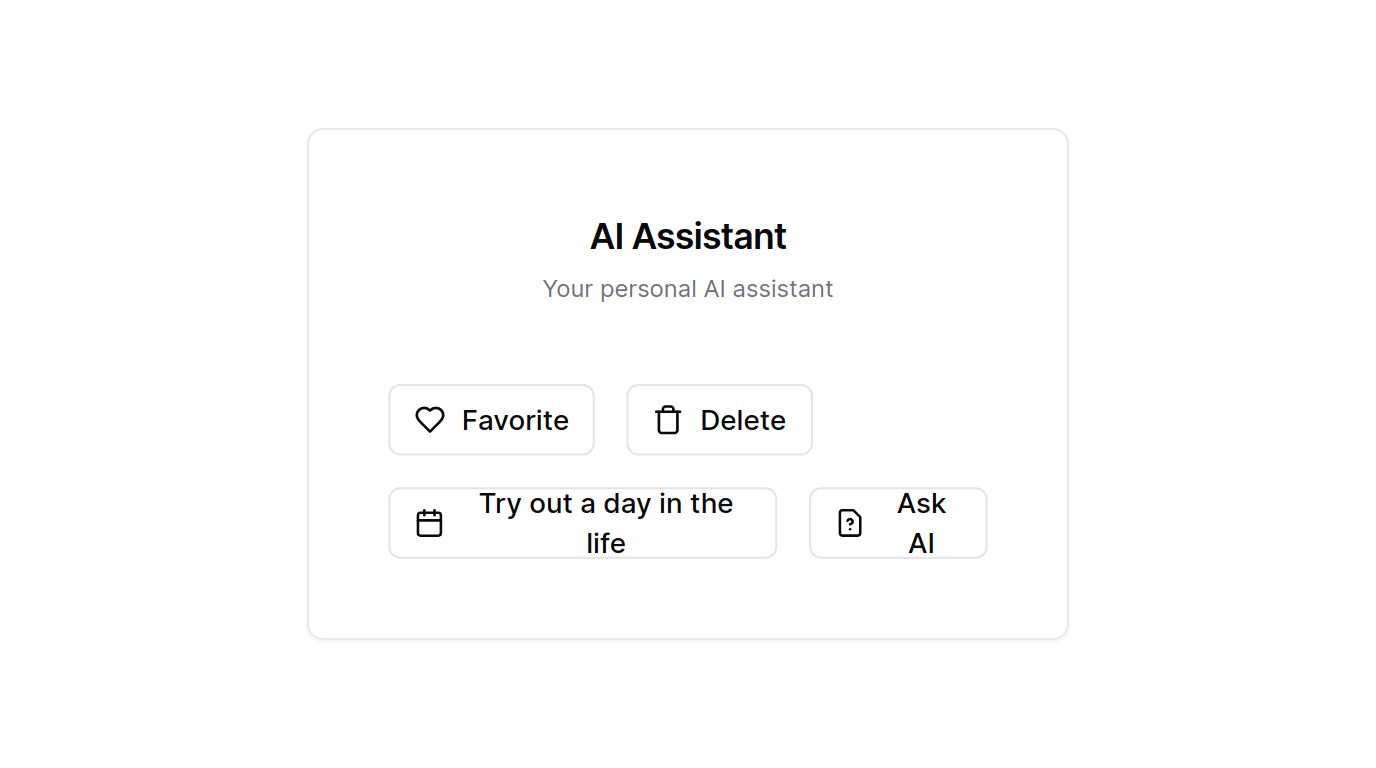 AI Assistant
Your personal AI assistant
Favorite
Delete
Try out a day in the
life
Ask
AI